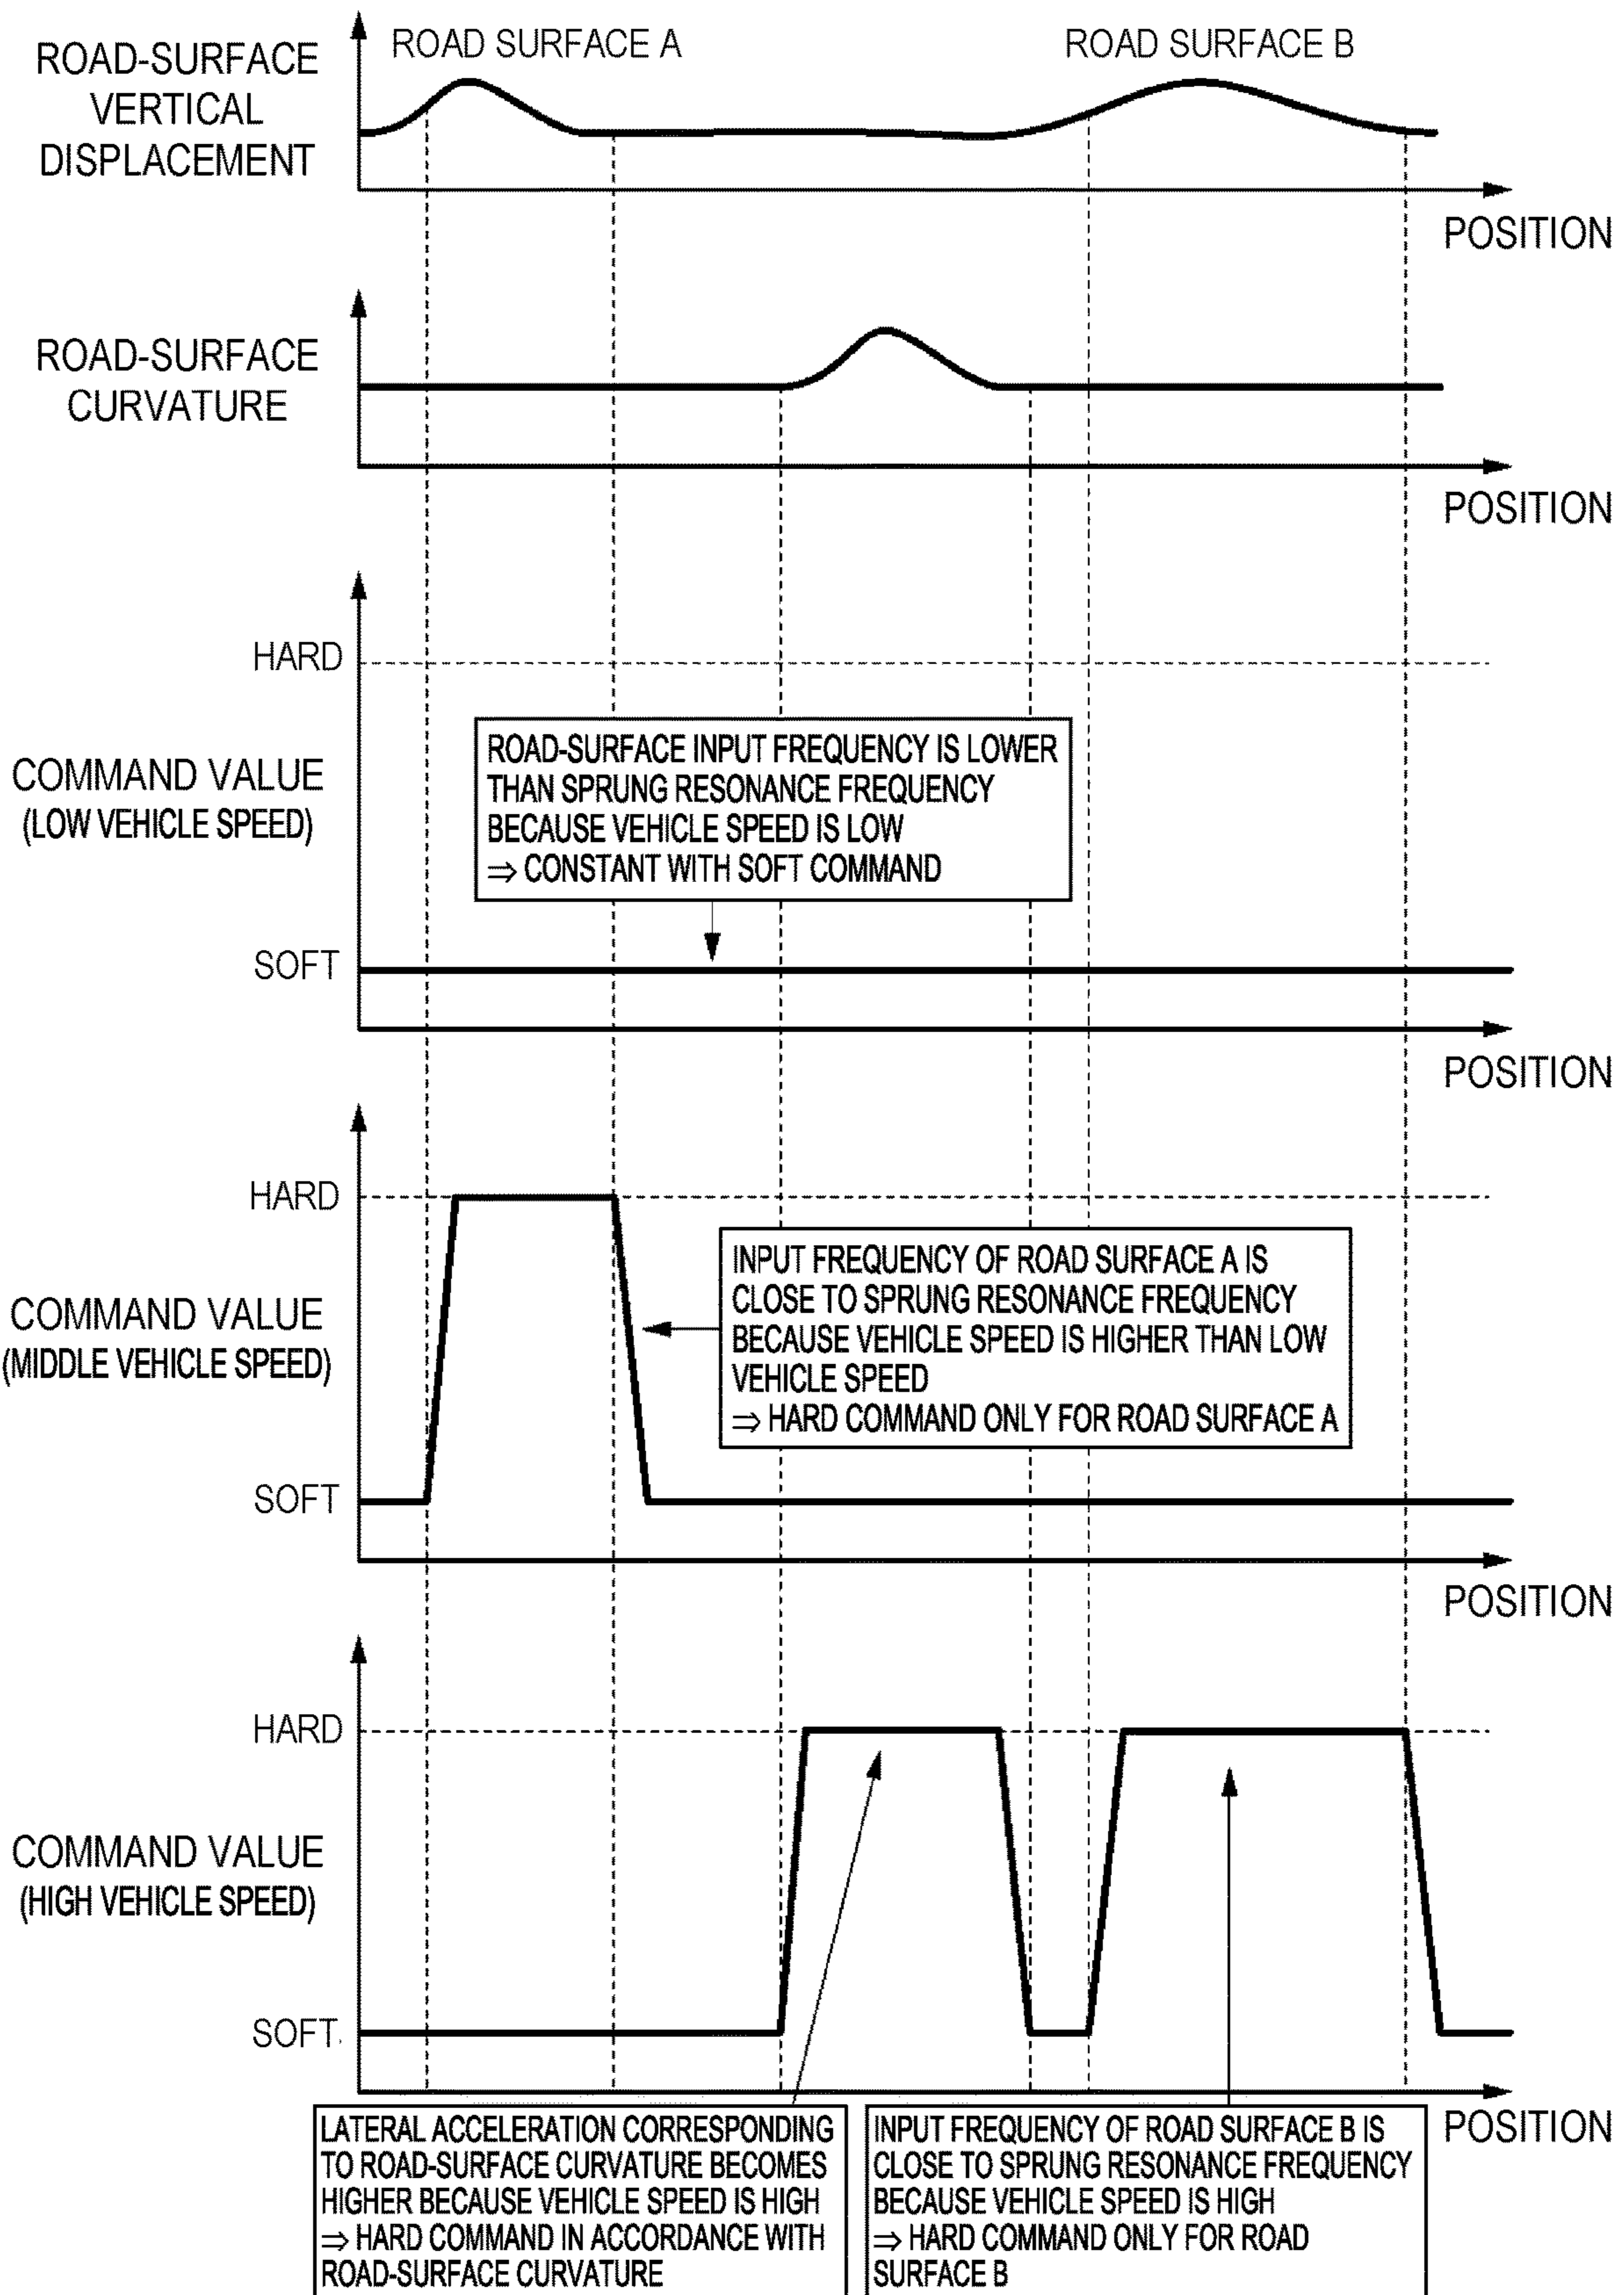 ROAD SURFACE A
ROAD SURFACE B
ROAD-SURFACE
VERTICAL
DISPLACEMENT
POSITION
ROAD-SURFACE
CURVATURE
POSITION
HARD
COMMAND VALUE
(LOW VEHICLE SPEED)
ROAD-SURFACE INPUT FREQUENCY IS LOWER
THAN SPRUNG RESONANCE FREQUENCY
BECAUSE VEHICLE SPEED IS LOW
⇒ CONSTANT WITH SOFT COMMAND
SOFT
POSITION
HARD
COMMAND VALUE
(MIDDLE VEHICLE SPEED)
INPUT FREQUENCY OF ROAD SURFACE A IS
CLOSE TO SPRUNG RESONANCE FREQUENCY
BECAUSE VEHICLE SPEED IS HIGHER THAN LOW
VEHICLE SPEED
⇒ HARD COMMAND ONLY FOR ROAD SURFACE A
SOFT
POSITION
HARD
COMMAND VALUE
(HIGH VEHICLE SPEED)
SOFT
POSITION
LATERAL ACCELERATION CORRESPONDING
TO ROAD-SURFACE CURVATURE BECOMES
HIGHER BECAUSE VEHICLE SPEED IS HIGH
⇒ HARD COMMAND IN ACCORDANCE WITH
ROAD-SURFACE CURVATURE
INPUT FREQUENCY OF ROAD SURFACE B IS
CLOSE TO SPRUNG RESONANCE FREQUENCY
BECAUSE VEHICLE SPEED IS HIGH
⇒ HARD COMMAND ONLY FOR ROAD
SURFACE B